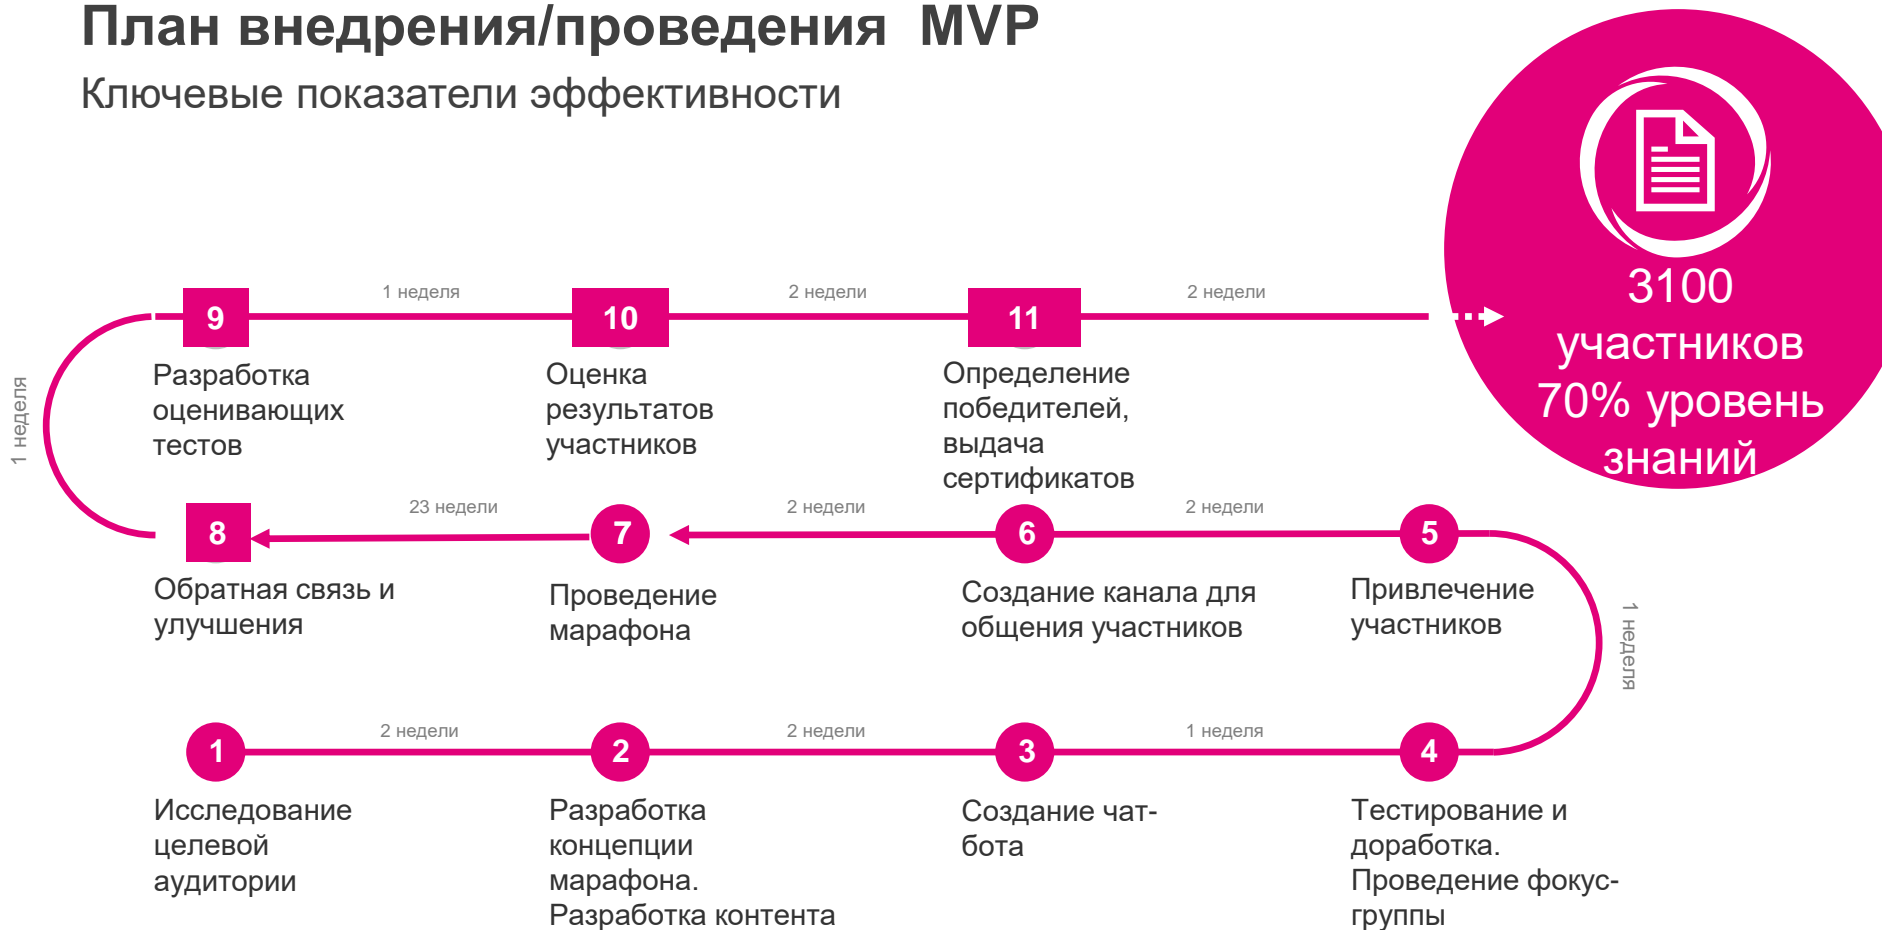 План внедрения/проведения MVP
Ключевые показатели эффективности
3100
участников
70% уровень
знаний
1 неделя
2 недели
2 недели
9
10
11
Разработка
оценивающих
тестов
Оценка
результатов
участников
Определение
победителей,
выдача
сертификатов
1 неделя
23 недели
2 недели
2 недели
8
7
6
5
Обратная связь и
улучшения
Проведение
марафона
Создание канала для
общения участников
Привлечение
участников
1 неделя
2 недели
2 недели
1 неделя
1
2
3
4
Исследование
целевой
аудитории
Разработка
концепции
марафона.
Разработка контента
Создание чат-
бота
Тестирование и
доработка.
Проведение фокус-
группы